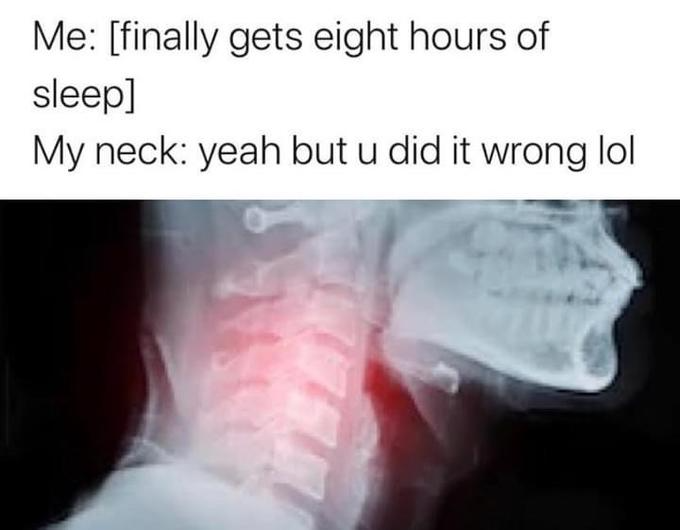 Me: [finally gets eight hours of
sleep]
My neck: yeah but u did it wrong lol